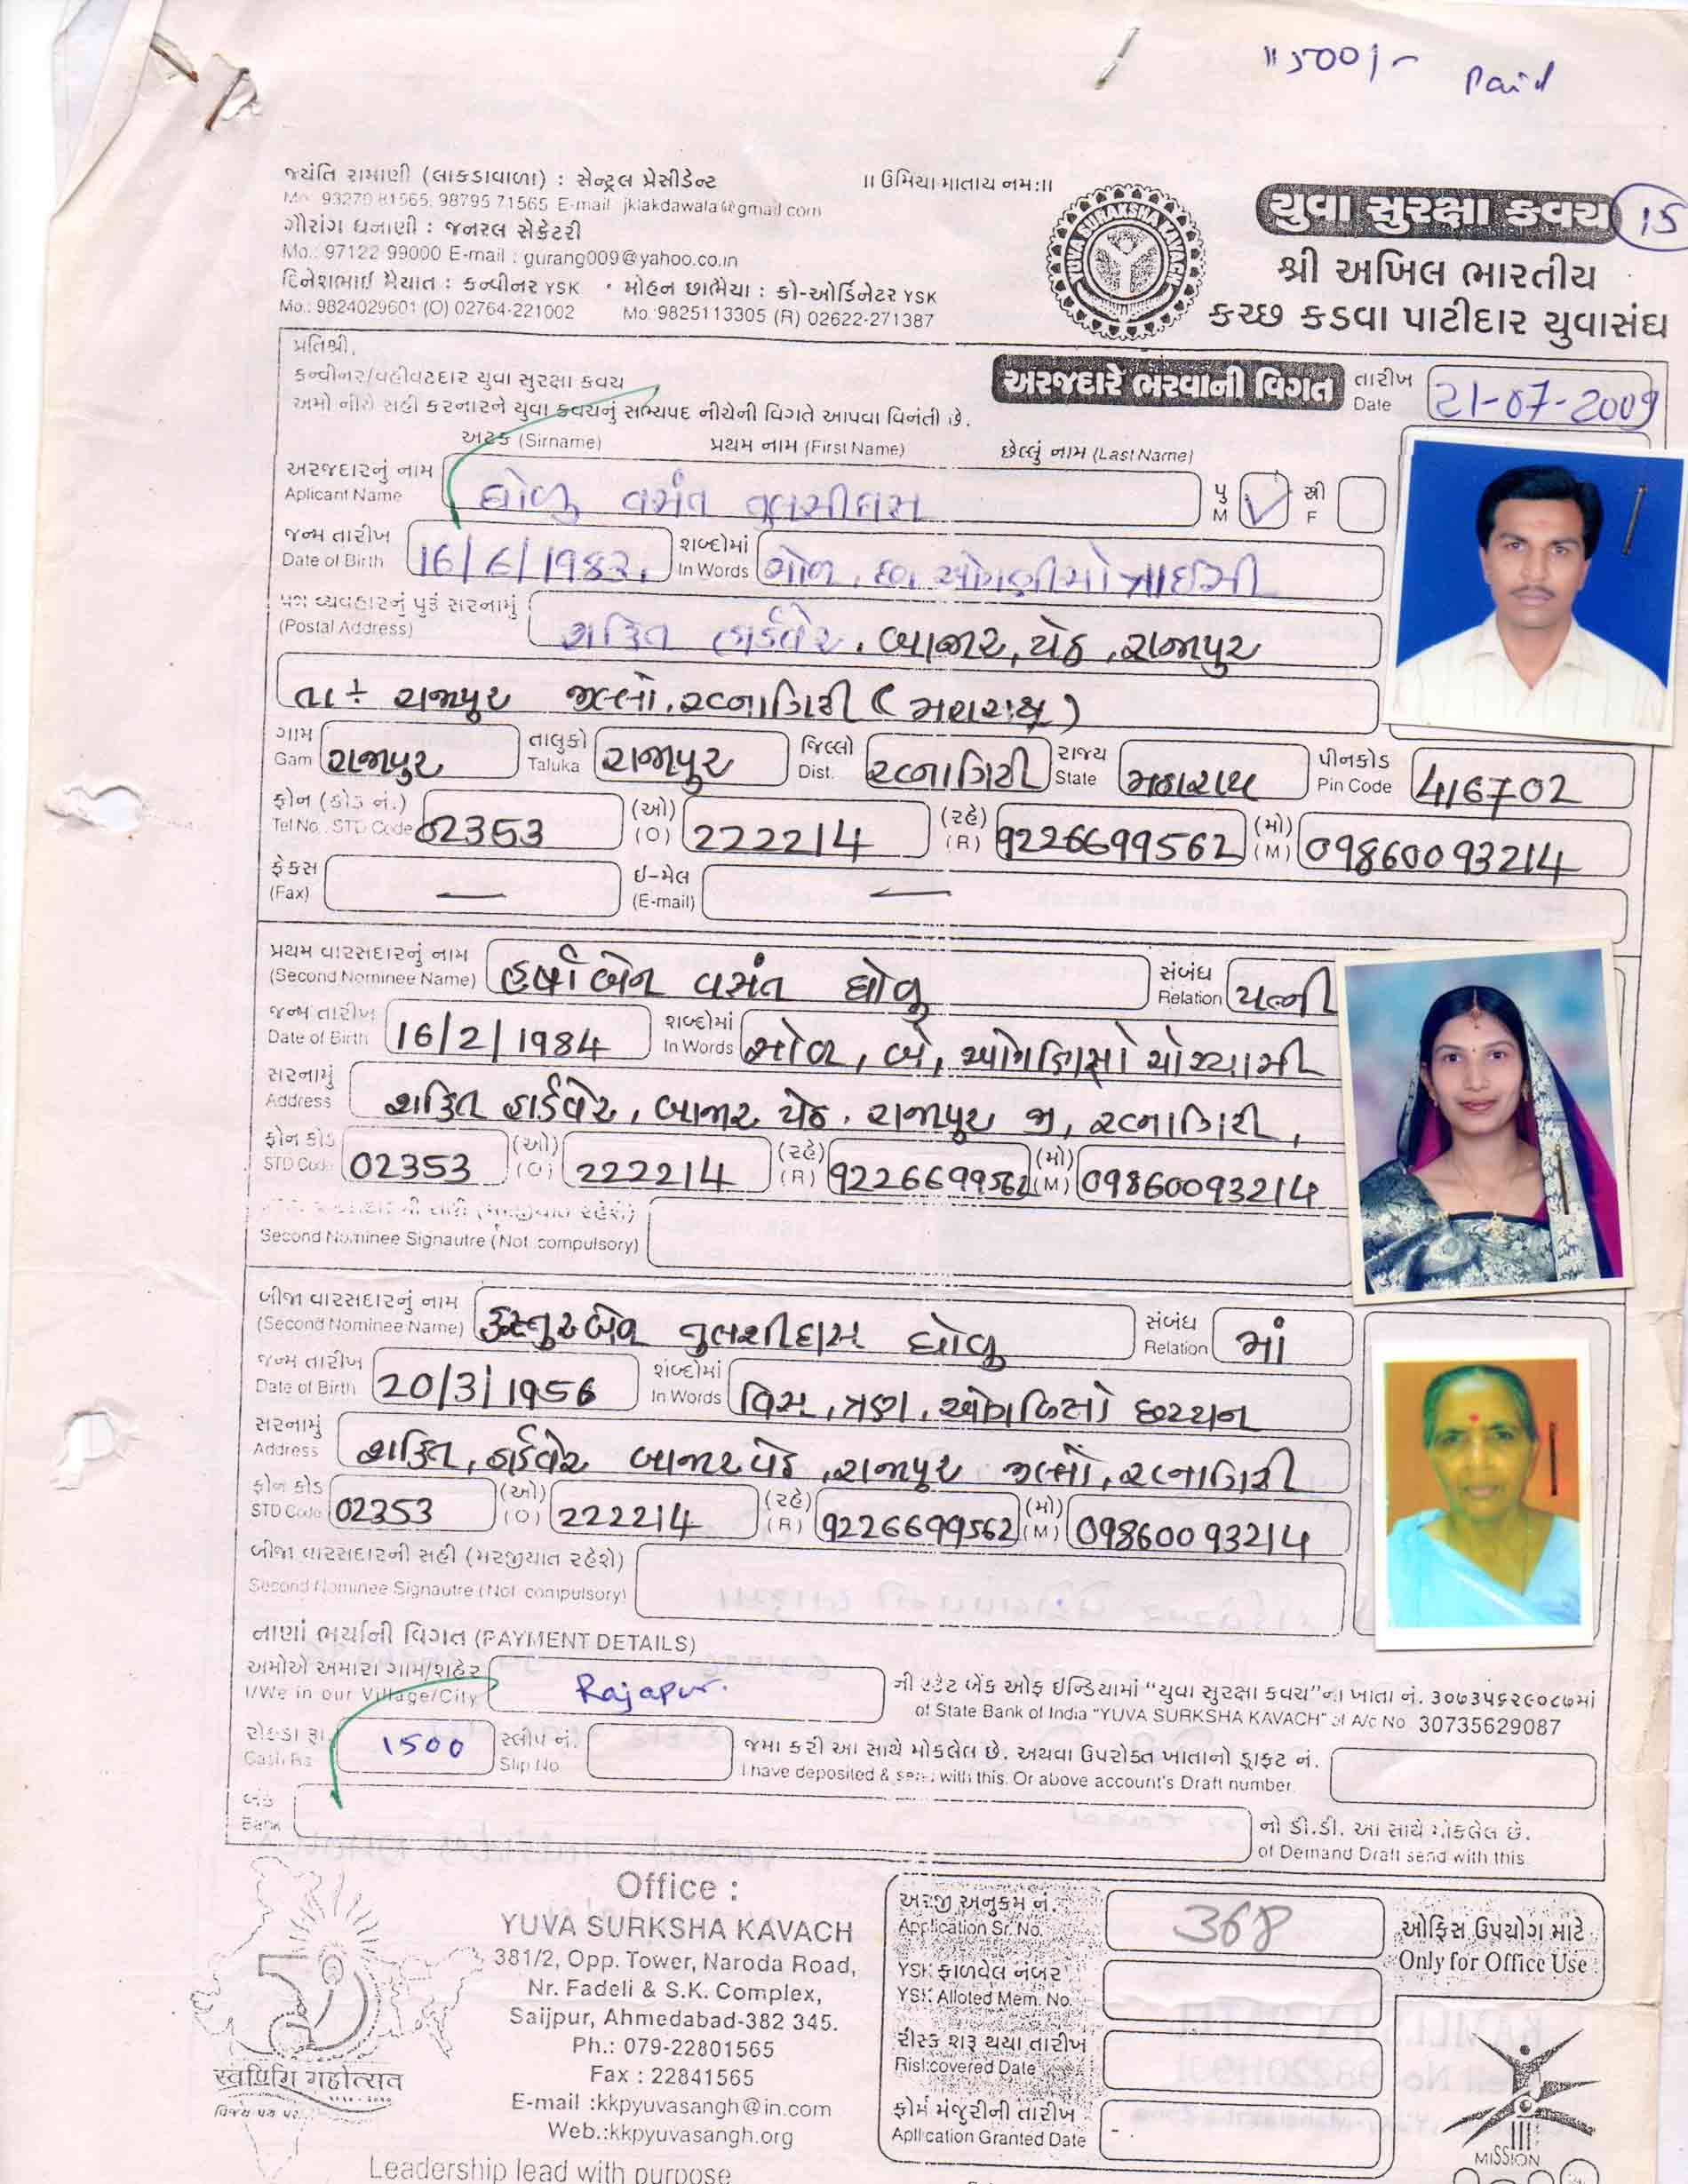 ૧૫૦૦/- Paid
જયંતિ રામાણી (લાકડાવાળા) : સેન્ટ્રલ પ્રેસીડેન્ટ
Mo. 93270 81565, 98795 71565 E-mail jklakdawala@gmail.com
ગૌરાંગ ધનાણી : જનરલ સેક્રેટરી
Mo.: 97122 99000 E-mail : gurang009@yahoo.co.in
દિનેશભાઈ મૈયાત : કન્વીનર YSK • મોહન છાભૈયા : કો-ઓર્ડિનેટર YSK
Mo.: 9824029601 (O) 02764-221002 Mo.:9825113305 (R) 02622-271387
॥ ઉમિયા માતાય નમઃ॥
YUVA SURAKSHA KAVACH
યુવા સુરક્ષા કવચ 15
શ્રી અખિલ ભારતીય
કચ્છ કડવા પાટીદાર યુવાસંઘ
પ્રતિશ્રી,
કન્વીનર/વહીવટદાર યુવા સુરક્ષા કવચ
અમો નીચે સહી કરનારને યુવા કવચનું સભ્યપદ નીચેની વિગતે આપવા વિનંતી છે.
અરજદારે ભરવાની વિગત
તારીખ Date 21-07-2009
અટક (Sirname) પ્રથમ નામ (First Name) છેલ્લું નામ (Last Name)
અરજદારનું નામ Aplicant Name ઘોળુ વસંત તુલસીદાસ પુ M ✓ સ્રી F
જન્મ તારીખ Date of Birth 16/6/1983 શબ્દોમાં In Words સોળ, છ, ઓગણીસો ત્રાઈસી
પત્ર વ્યવહારનું પુરૂં સરનામું (Postal Address) શક્તિ હાર્ડવેર, બાજાર, પેઠ, રાજાપુર
તા ÷ રાજાપુર જીલ્લો, રત્નાગિરી (મહારાષ્ટ્ર)
ગામ Gam રાજાપુર તાલુકો Taluka રાજાપુર જિલ્લો Dist. રત્નાગિરી રાજ્ય State મહારાષ્ટ્ર પીનકોડ Pin Code 416702
ફોન (કોડ નં.) Tel No. STD Code 02353 (ઓ) (O) 222214 (રહે) (R) 9226699562 (મો) (M) 09860093214
ફેકસ (Fax) — ઈ-મેલ (E-mail) —
પ્રથમ વારસદારનું નામ (Second Nominee Name) હર્ષાબેન વસંત ઘોળુ સંબંધ Relation પત્ની
જન્મ તારીખ Date of Birth 16/2/1984 શબ્દોમાં In Words સોળ, બે, ઓગણિસો ચોર્યાસી
સરનામું Address શક્તિ હાર્ડવેર, બાજાર પેઠ, રાજાપુર જી, રત્નાગિરી,
ફોન કોડ STD Code 02353 (ઓ) (O) 222214 (રહે) (R) 9226699562 (મો) (M) 09860093214
Second Nominee Signautre (Not compulsory)
બીજા વારસદારનું નામ (Second Nominee Name) કસ્તુરબેન તુલશીદાસ ઘોળુ સંબંધ Relation માં
જન્મ તારીખ Date of Birth 20/3/1956 શબ્દોમાં In Words વિસ, ત્રણ, ઓગણિસો છપ્પન
સરનામું Address શક્તિ, હાર્ડવેર બાજારપેઠ, રાજાપુર જીલ્લો, રત્નાગિરી
ફોન કોડ STD Code 02353 (ઓ) (O) 222214 (રહે) (R) 9226699562 (મો) (M) 09860093214
બીજા વારસદારની સહી (મરજીયાત રહેશે)
Second Nominee Signautre (Not compulsory)
નાણાં ભર્યાની વિગત (PAYMENT DETAILS)
અમોએ અમારા ગામ/શહેર I/We in our Village/City Rajapur. ની સ્ટેટ બેંક ઓફ ઈન્ડિયામાં "યુવા સુરક્ષા કવચ"ના ખાતા નં. ૩૦૭૩૫૬૨૯૦૮૭માં
of State Bank of India "YUVA SURKSHA KAVACH" of A/c No 30735629087
રોકડા રૂા. Cash Rs 1500 સ્લીપ નં. Slip No જમા કરી આ સાથે મોકલેલ છે. અથવા ઉપરોક્ત ખાતાનો ડ્રાફ્ટ નં.
I have deposited & send with this. Or above account's Draft number
બેંક Bank નો ડી.ડી. આ સાથે મોકલેલ છે.
of Demand Draft send with this
Office :
YUVA SURKSHA KAVACH
381/2, Opp. Tower, Naroda Road,
Nr. Fadeli & S.K. Complex,
Saijpur, Ahmedabad-382 345.
Ph.: 079-22801565
Fax : 22841565
E-mail :kkpyuvasangh@in.com
Web.:kkpyuvasangh.org
Leadership lead with purpose
અરજી અનુક્રમ નં. Application Sr. No. 368
YSK ફાળવેલ નંબર YSK Alloted Mem. No.
રીસ્ક શરૂ થયા તારીખ Risk covered Date
ફોર્મ મંજુરીની તારીખ Apllication Granted Date
ઓફિસ ઉપયોગ માટે
Only for Office Use
MISSION